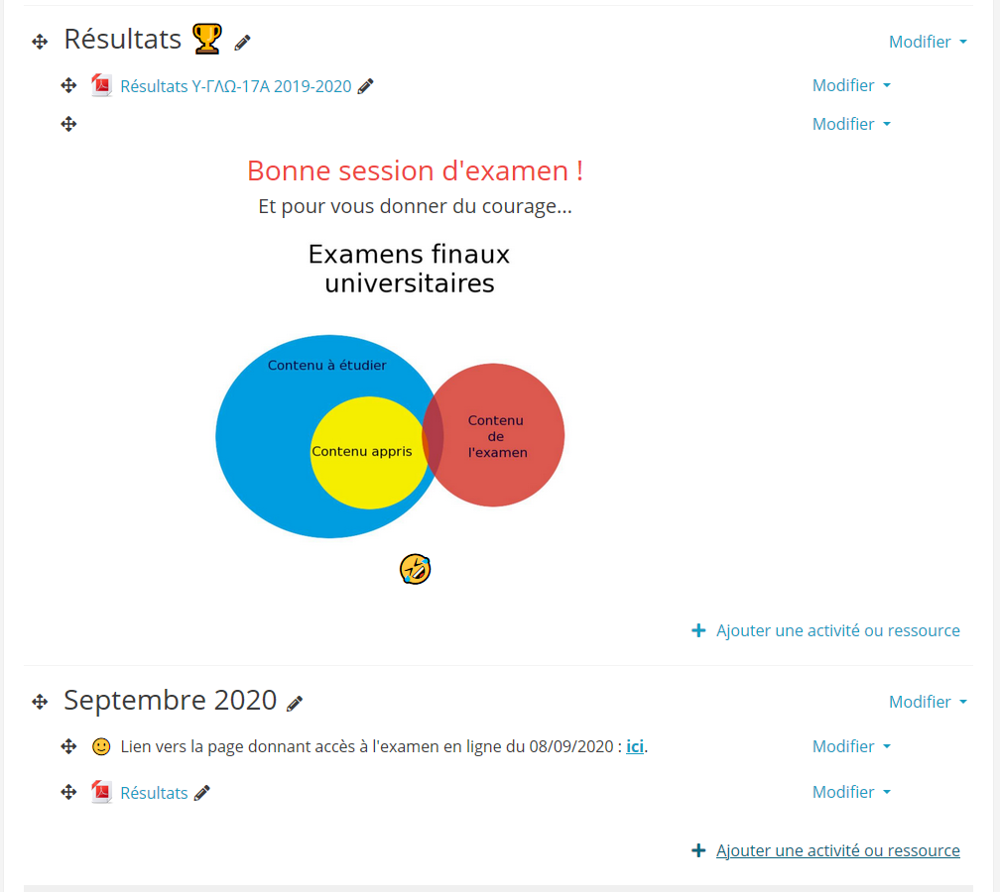 Résultats 🏆 Modifier
Résultats Υ-ΓΛΩ-17Α 2019-2020 Modifier
Modifier
Bonne session d'examen !
Et pour vous donner du courage...
Examens finaux
universitaires
Contenu à étudier
Contenu appris
Contenu
de
l'examen
🤣
Ajouter une activité ou ressource
Septembre 2020 Modifier
🙂 Lien vers la page donnant accès à l'examen en ligne du 08/09/2020 : ici. Modifier
Résultats Modifier
Ajouter une activité ou ressource